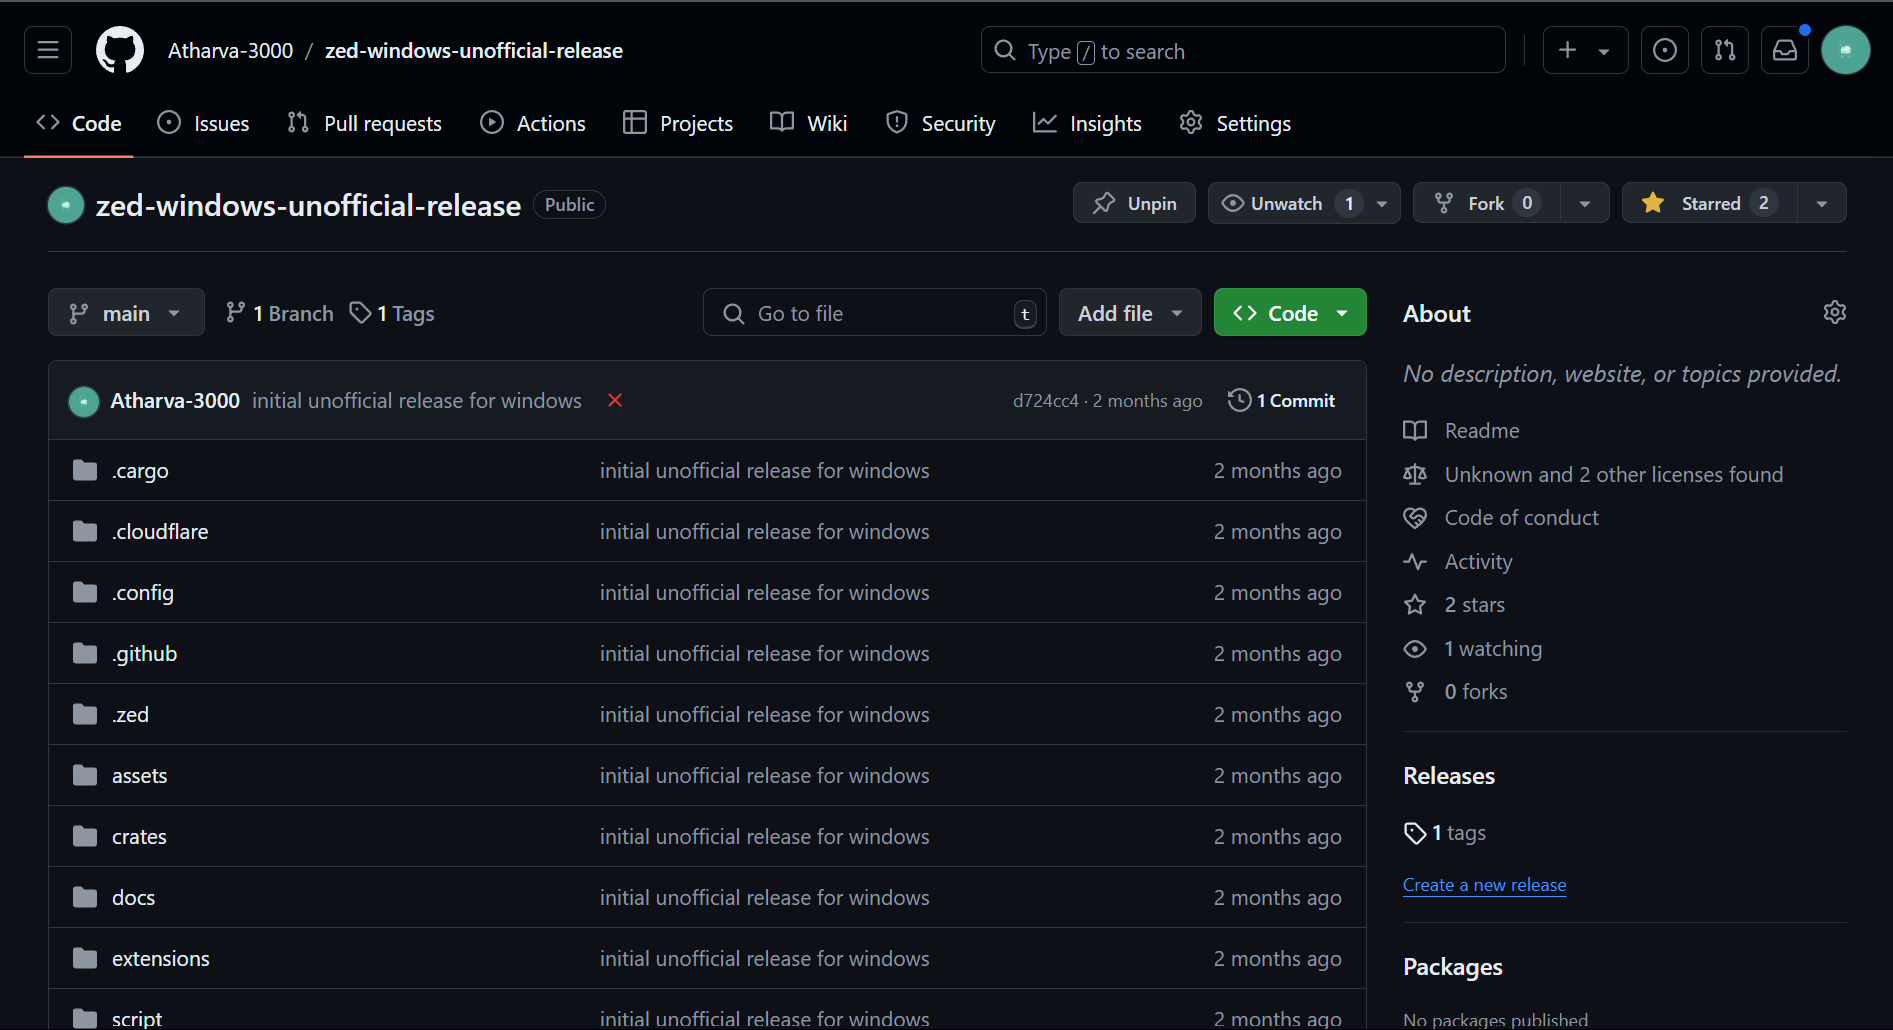 Atharva-3000 / zed-windows-unofficial-release
Type / to search
Code Issues Pull requests Actions Projects Wiki Security Insights Settings
zed-windows-unofficial-release Public
Unpin Unwatch 1 Fork 0 Starred 2
main 1 Branch 1 Tags
Go to file t Add file Code
Atharva-3000 initial unofficial release for windows d724cc4 · 2 months ago 1 Commit
.cargo initial unofficial release for windows 2 months ago
.cloudflare initial unofficial release for windows 2 months ago
.config initial unofficial release for windows 2 months ago
.github initial unofficial release for windows 2 months ago
.zed initial unofficial release for windows 2 months ago
assets initial unofficial release for windows 2 months ago
crates initial unofficial release for windows 2 months ago
docs initial unofficial release for windows 2 months ago
extensions initial unofficial release for windows 2 months ago
script initial unofficial release for windows 2 months ago
About
No description, website, or topics provided.
Readme
Unknown and 2 other licenses found
Code of conduct
Activity
2 stars
1 watching
0 forks
Releases
1 tags
Create a new release
Packages
No packages published